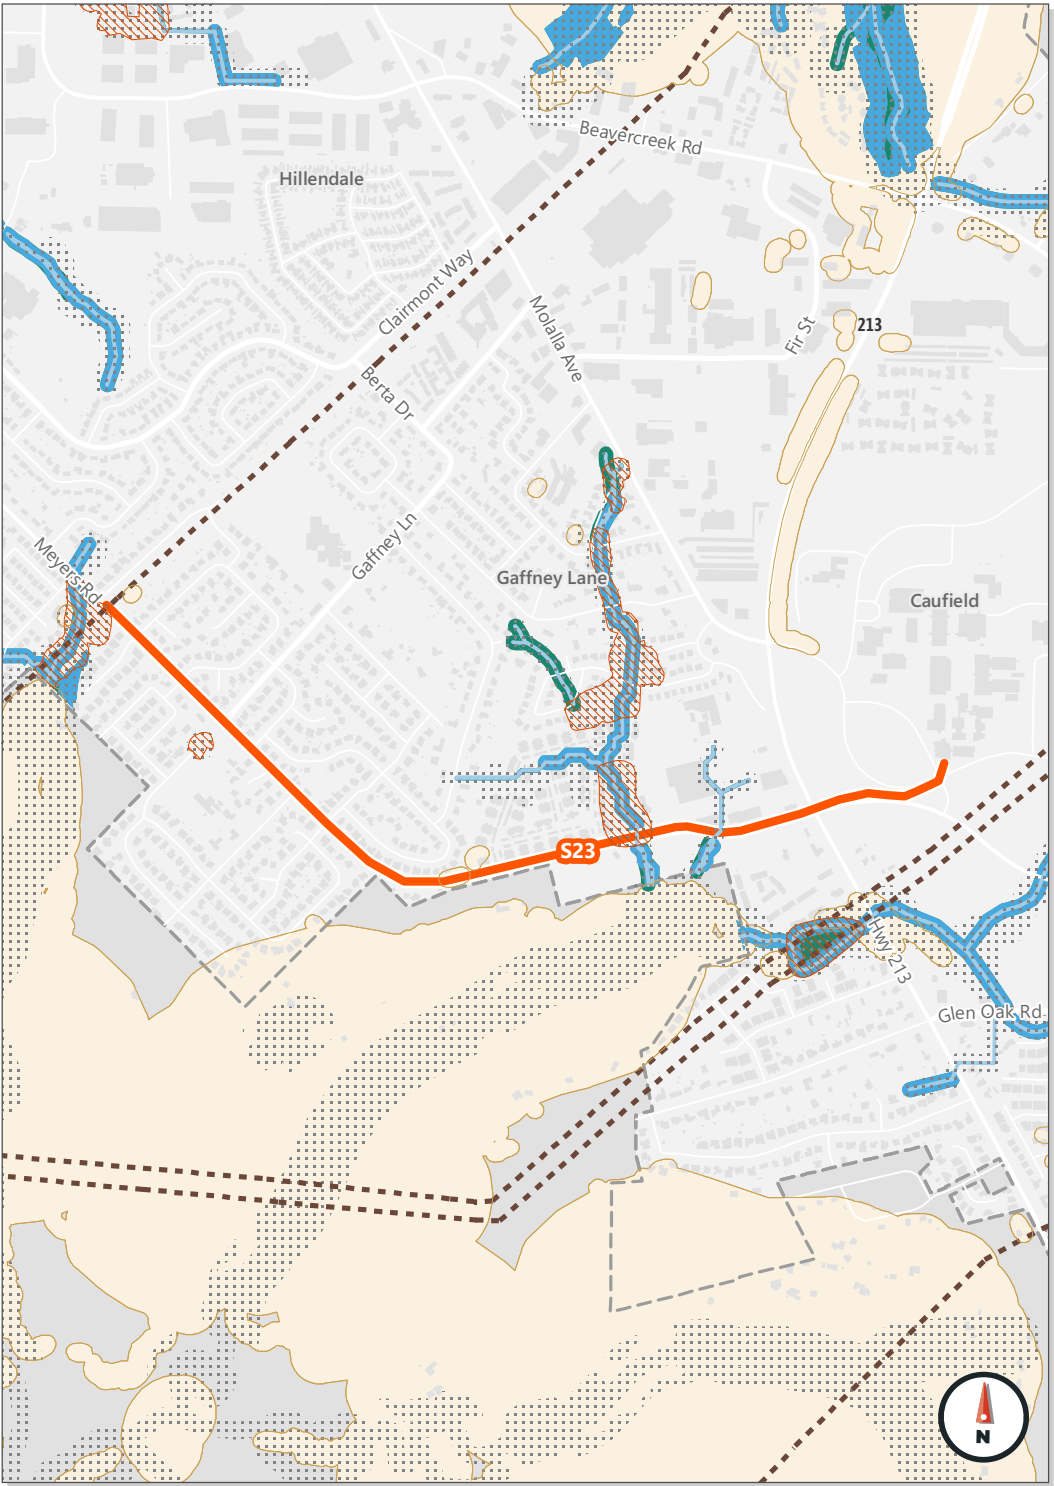 Beavercreek Rd
Hillendale
Clairmont Way
Molalla Ave
Fir St
213
Berta Dr
Gaffney Ln
Meyers Rd
Gaffney Lane
Caufield
S23
Hwy 213
Glen Oak Rd
N